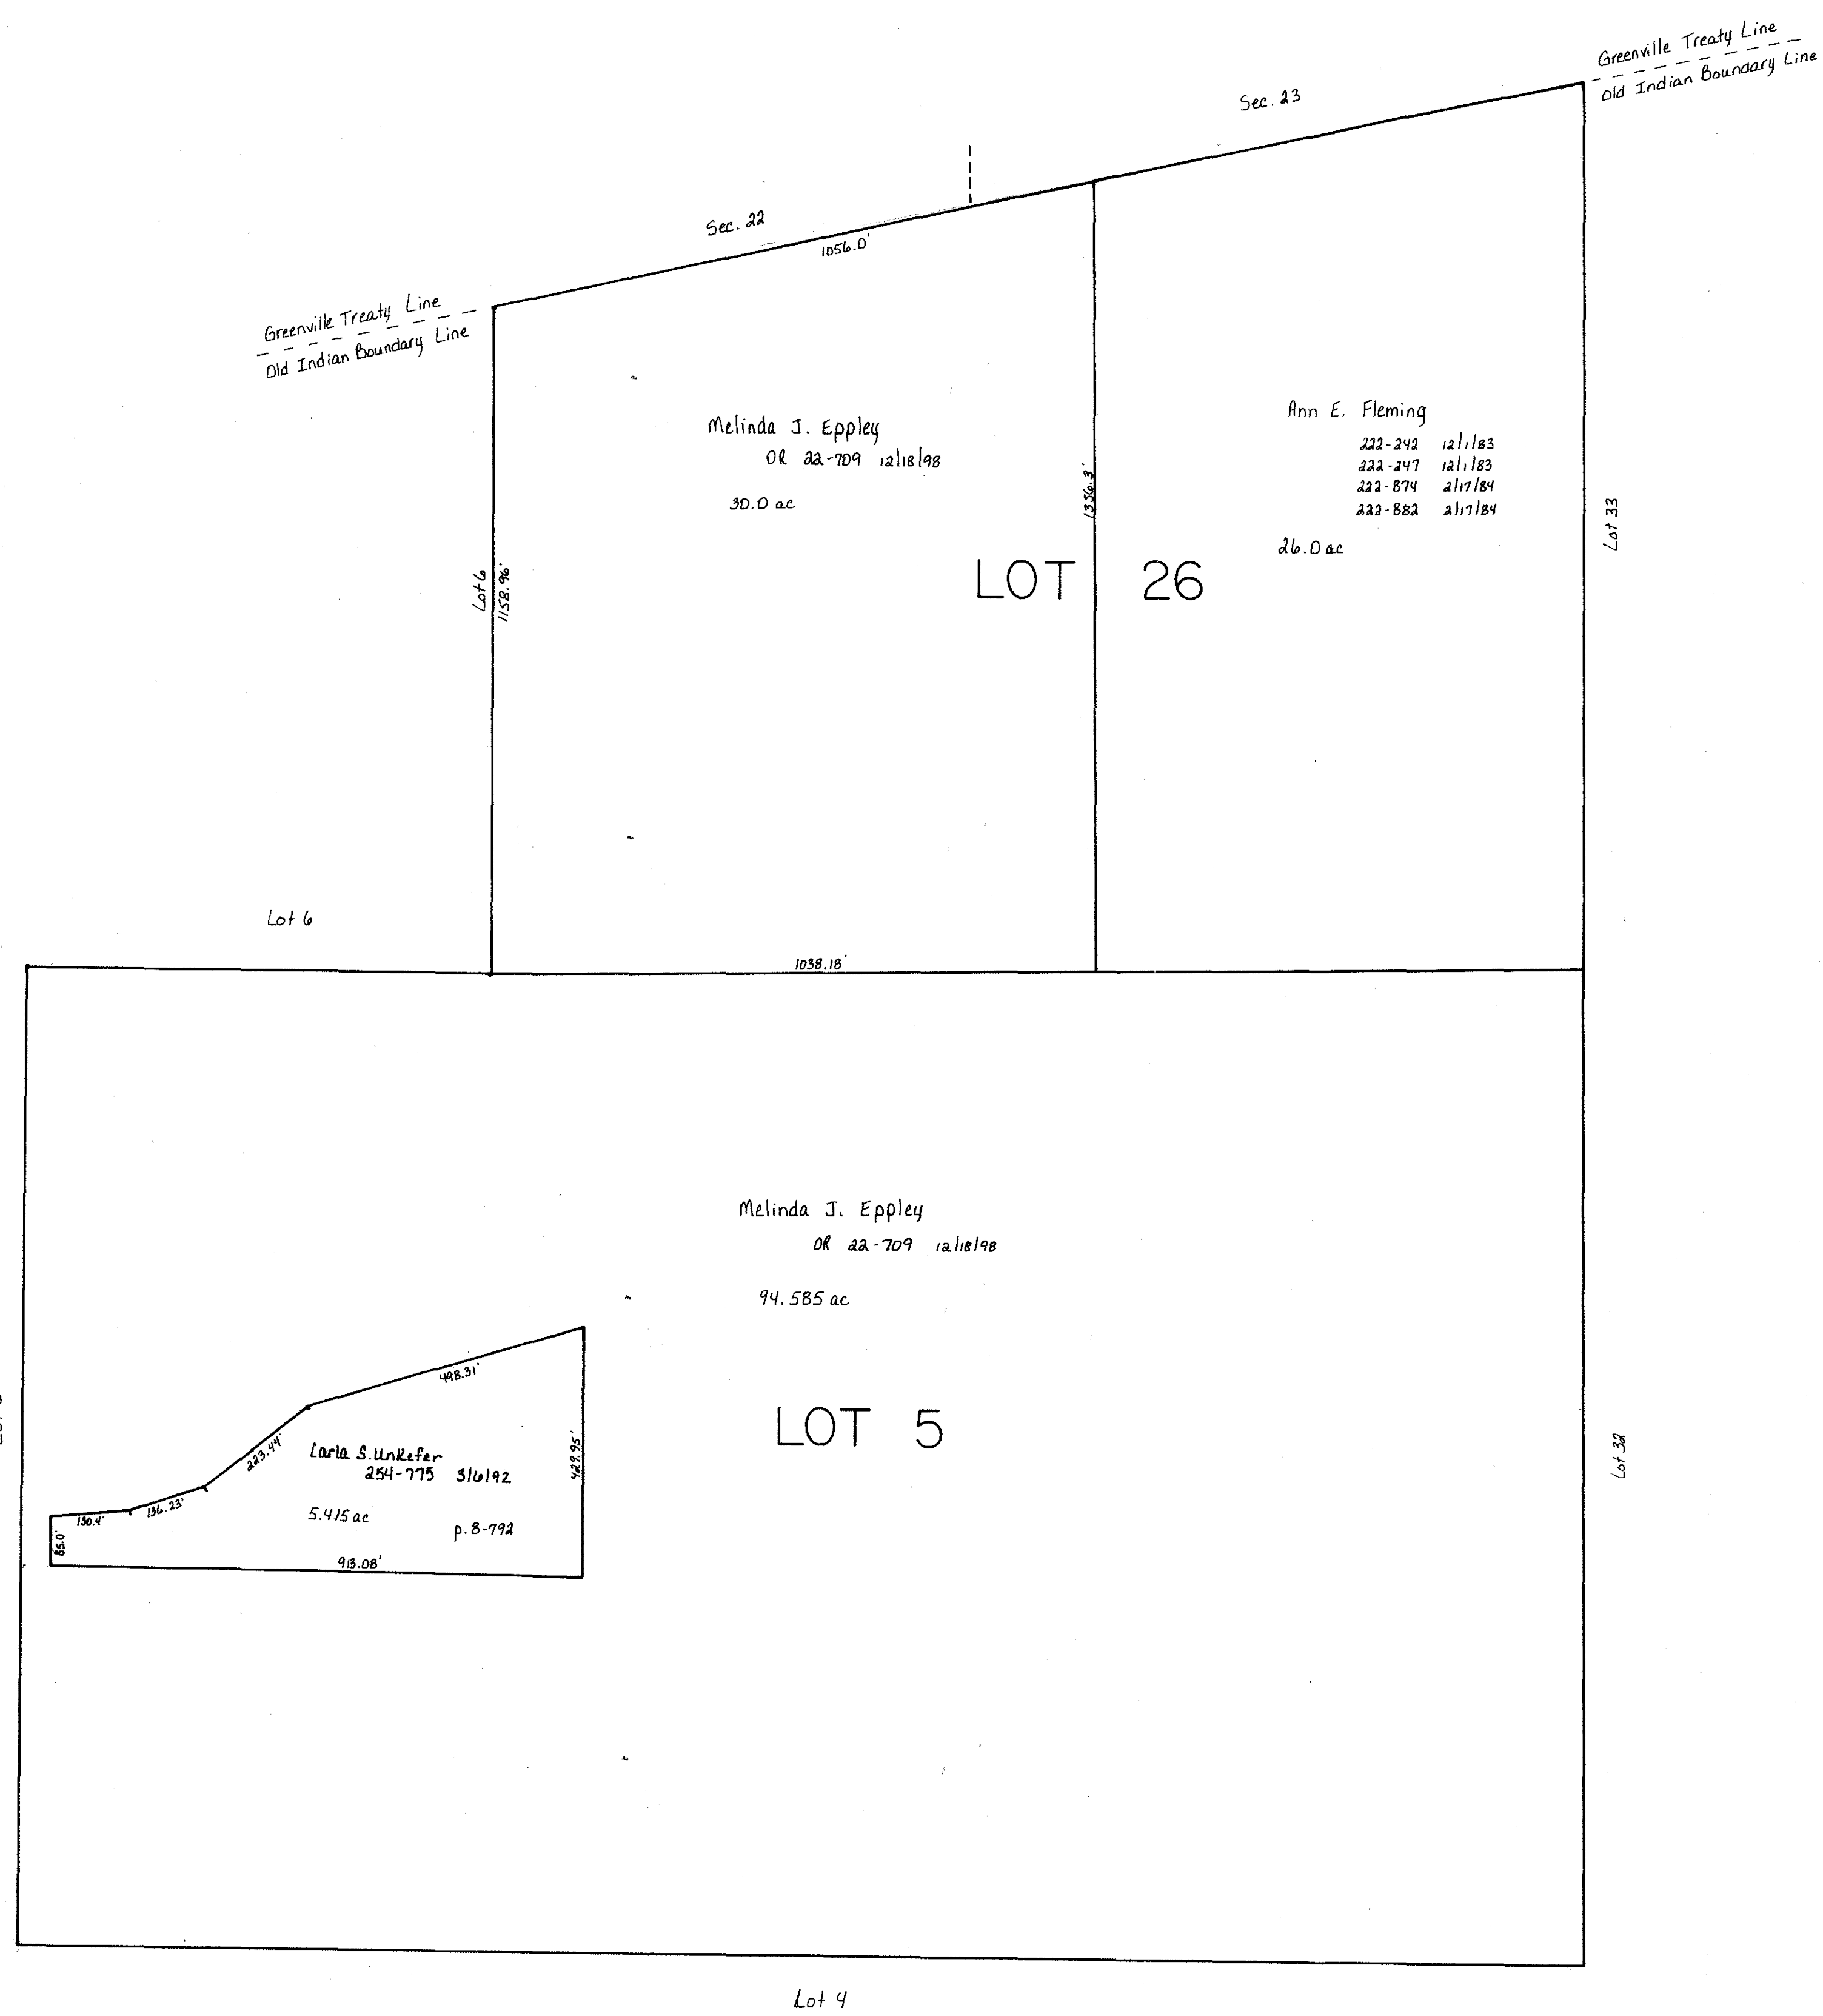 Greenville Treaty Line
Old Indian Boundary Line
Sec. 23
Sec. 22
1056.0'
Greenville Treaty Line
Old Indian Boundary Line
Melinda J. Eppley
OR 22-709 12/18/98
30.0 ac
Ann E. Fleming
222-242 12/1/83
222-247 12/1/83
222-874 2/17/84
222-882 2/17/84
26.0 ac
1356.3'
Lot 33
LOT 26
Lot 6
1158.96'
Lot 6
1038.18'
Melinda J. Eppley
OR 22-709 12/18/98
94.585 ac
498.31'
LOT 5
Lot 32
223.44'
Carla S. Unkefer
254-775 3/6/92
429.95'
136.23'
130.4'
5.415 ac
p. 8-792
85.0'
913.08'
Lot 4